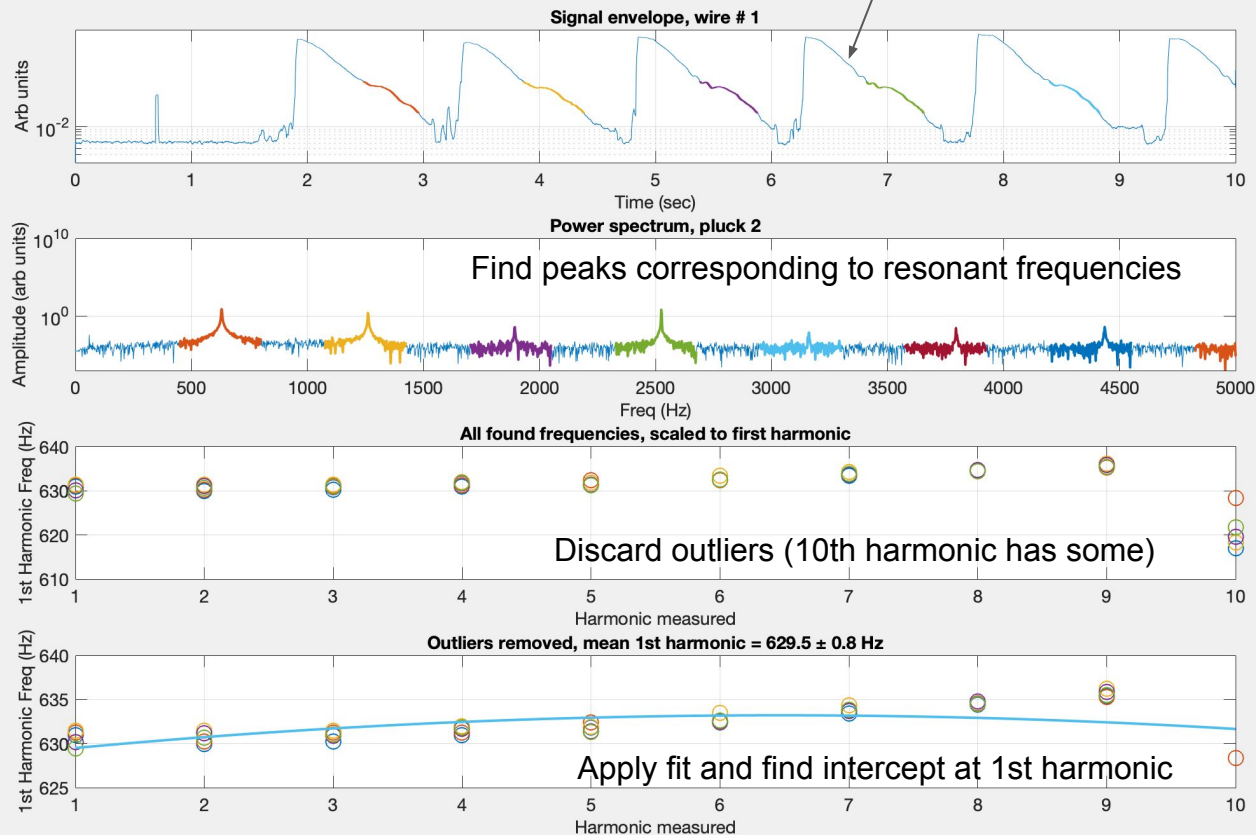 Signal envelope, wire # 1
Arb units
10^-2
0 1 2 3 4 5 6 7 8 9 10
Time (sec)
Power spectrum, pluck 2
Amplitude (arb units)
10^10
10^0
Find peaks corresponding to resonant frequencies
0 500 1000 1500 2000 2500 3000 3500 4000 4500 5000
Freq (Hz)
All found frequencies, scaled to first harmonic
1st Harmonic Freq (Hz)
640
630
620
610
Discard outliers (10th harmonic has some)
1 2 3 4 5 6 7 8 9 10
Harmonic measured
Outliers removed, mean 1st harmonic = 629.5 ± 0.8 Hz
1st Harmonic Freq (Hz)
640
635
630
625
Apply fit and find intercept at 1st harmonic
1 2 3 4 5 6 7 8 9 10
Harmonic measured